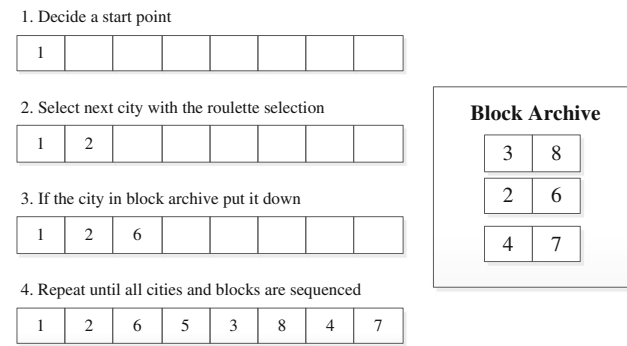 1. Decide a start point
1
2. Select next city with the roulette selection
1 2
3. If the city in block archive put it down
1 2 6
4. Repeat until all cities and blocks are sequenced
1 2 6 5 3 8 4 7
Block Archive
3 8
2 6
4 7